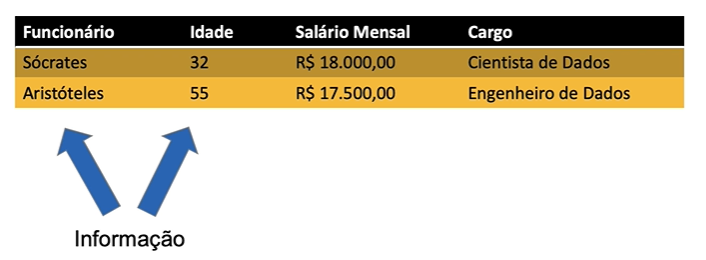 Funcionário Idade Salário Mensal Cargo
Sócrates 32 R$ 18.000,00 Cientista de Dados
Aristóteles 55 R$ 17.500,00 Engenheiro de Dados
Informação